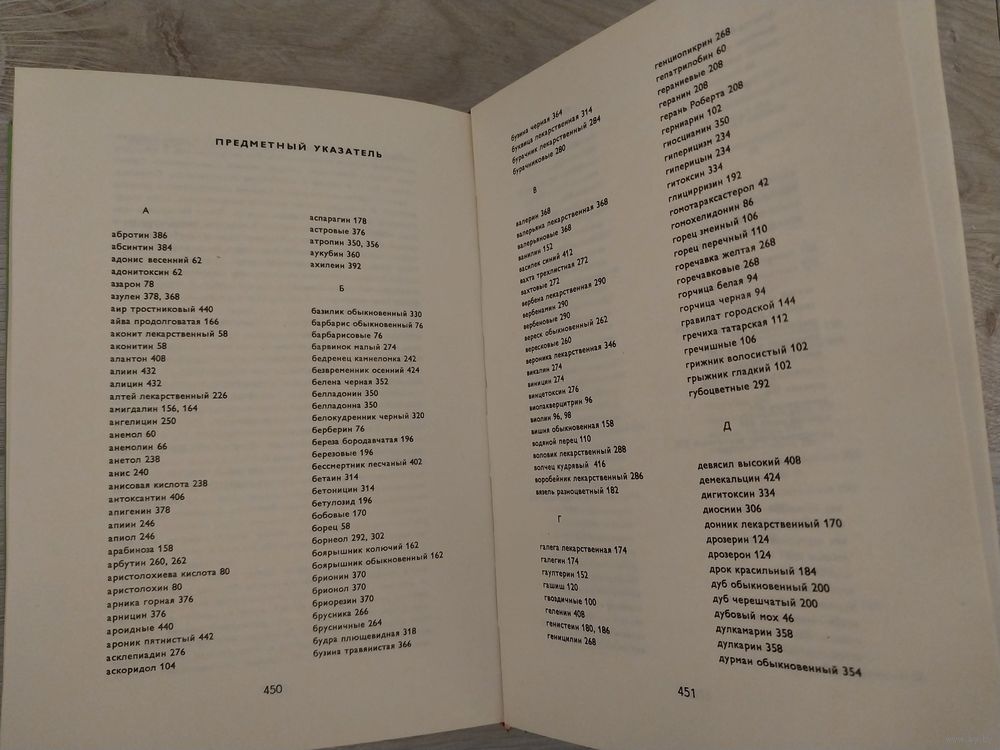 ПРЕДМЕТНЫЙ УКАЗАТЕЛЬ
А
абротин 386
абсинтин 384
адонис весенний 62
адонитоксин 62
азарон 78
азулен 378, 368
аир тростниковый 440
айва продолговатая 166
аконит лекарственный 58
аконитин 58
алантон 408
алиин 432
алицин 432
алтей лекарственный 226
амигдалин 156, 164
ангелицин 250
анемол 60
анемолин 66
анетол 238
анис 240
анисовая кислота 238
антоксантин 406
апигенин 378
апиин 246
апиол 246
арабиноза 158
арбутин 260, 262
аристолохиева кислота 80
аристолохин 80
арника горная 376
арницин 376
ароидные 440
ароник пятнистый 442
асклепиадин 276
аскоридол 104
аспарагин 178
астровые 376
атропин 350, 356
аукубин 360
ахилеин 392
Б
базилик обыкновенный 330
барбарис обыкновенный 76
барбарисовые 76
барвинок малый 274
бедренец камнеломка 242
безвременник осенний 424
белена черная 352
белладонин 350
белладонна 350
белокудренник черный 320
берберин 76
береза бородавчатая 196
березовые 196
бессмертник песчаный 402
бетаин 314
бетоницин 314
бетулозид 196
бобовые 170
борец 58
борнеол 292, 302
боярышник колючий 162
боярышник обыкновенный 162
брионин 370
брионол 370
бриорезин 370
брусника 266
брусничные 264
будра плющевидная 318
бузина травянистая 366
450
бузина черная 364
буквица лекарственная 314
бурачник лекарственный 284
бурачниковые 280
В
валерин 368
валерьяна лекарственная 368
валерьяновые 368
ванилин 152
василек синий 412
вахта трехлистная 272
вахтовые 272
вербена лекарственная 290
вербенамин 290
вербеновые 290
вереск обыкновенный 262
вересковые 260
вероника лекарственная 346
викалин 274
виницин 274
винцетоксин 276
виолакверцитрин 96
виолин 96, 98
вишня обыкновенная 158
водяной перец 110
воловик лекарственный 288
волчец кудрявый 416
воробейник лекарственный 286
вязель разноцветный 182
Г
галега лекарственная 174
галегин 174
гаултерин 152
гашиш 120
гвоздичные 100
геленин 408
генистеин 180, 186
геницилин 268
генциопикрин 268
гепатрилобин 60
гераниевые 208
геранин 208
герань Роберта 208
герниарин 102
гиосциамин 350
гиперицизм 234
гиперицын 234
гитоксин 334
глицирризин 192
гомотараксастерол 42
гомохелидонин 86
горец змеиный 106
горец перечный 110
горечавка желтая 268
горечавковые 268
горчица белая 94
горчица черная 94
гравилат городской 144
гречиха татарская 112
гречишные 106
грижник волосистый 102
грыжник гладкий 102
губоцветные 292
Д
девясил высокий 408
демекальцин 424
дигитоксин 334
диосмин 306
донник лекарственный 170
дрозерин 124
дрозерон 124
дрок красильный 184
дуб обыкновенный 200
дуб черешчатый 200
дубовый мох 46
дулкамарин 358
дулкарин 358
дурман обыкновенный 354
451